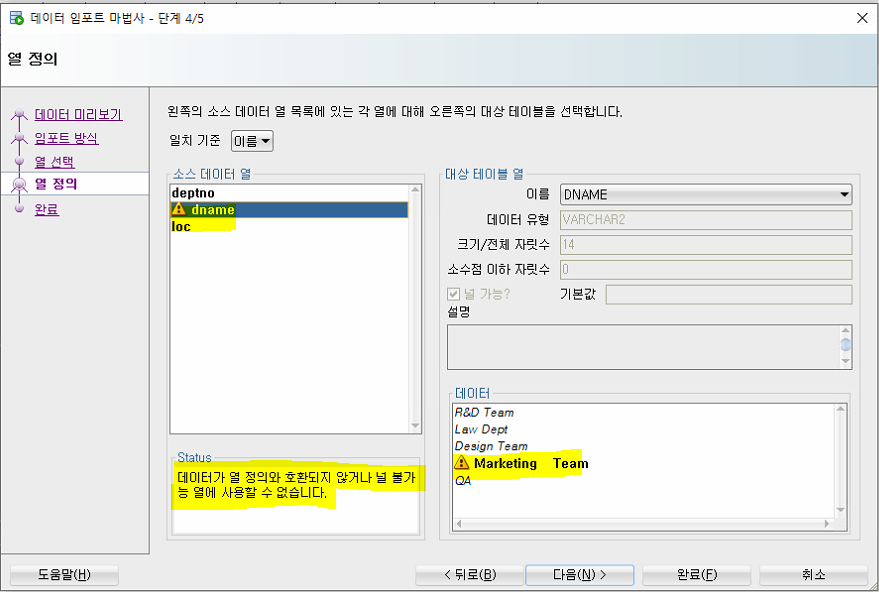 데이터 임포트 마법사 - 단계 4/5
열 정의
데이터 미리보기
임포트 방식
열 선택
열 정의
완료
왼쪽의 소스 데이터 열 목록에 있는 각 열에 대해 오른쪽의 대상 테이블을 선택합니다.
일치 기준 이름
소스 데이터 열
deptno
dname
loc
Status
데이터가 열 정의와 호환되지 않거나 널 불가
능 열에 사용할 수 없습니다.
대상 테이블 열
이름 DNAME
데이터 유형 VARCHAR2
크기/전체 자릿수 14
소수점 이하 자릿수 0
널 가능? 기본값
설명
데이터
R&D Team
Law Dept
Design Team
Marketing Team
QA
도움말(H) < 뒤로(B) 다음(N) > 완료(F) 취소